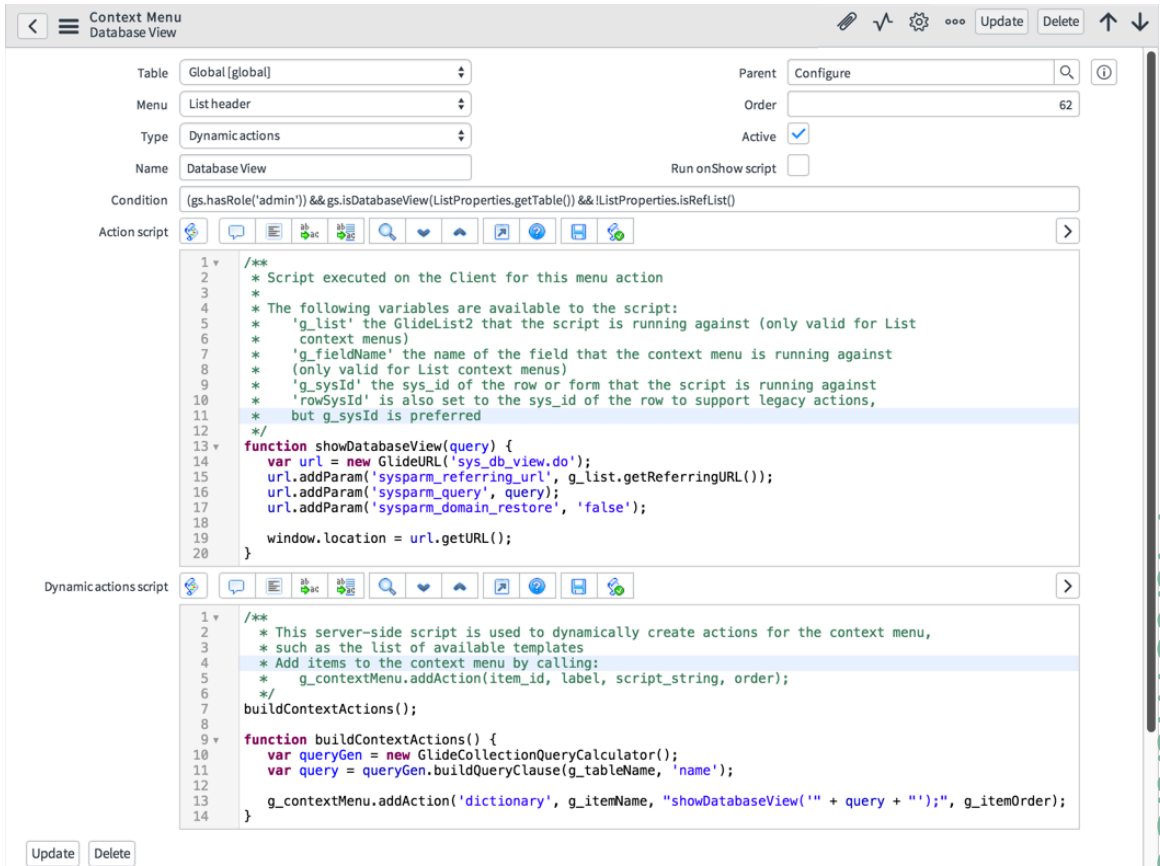 Context Menu
Database View
Update
Delete
Table
Global [global]
Parent
Configure
Menu
List header
Order
62
Type
Dynamic actions
Active
Name
Database View
Run onShow script
Condition
(gs.hasRole('admin')) && gs.isDatabaseView(ListProperties.getTable()) && !ListProperties.isRefList()
Action script
1 /**
2 * Script executed on the Client for this menu action
3 *
4 * The following variables are available to the script:
5 * 'g_list' the GlideList2 that the script is running against (only valid for List
6 * context menus)
7 * 'g_fieldName' the name of the field that the context menu is running against
8 * (only valid for List context menus)
9 * 'g_sysId' the sys_id of the row or form that the script is running against
10 * 'rowSysId' is also set to the sys_id of the row to support legacy actions,
11 * but g_sysId is preferred
12 */
13 function showDatabaseView(query) {
14 var url = new GlideURL('sys_db_view.do');
15 url.addParam('sysparm_referring_url', g_list.getReferringURL());
16 url.addParam('sysparm_query', query);
17 url.addParam('sysparm_domain_restore', 'false');
18
19 window.location = url.getURL();
20 }
Dynamic actions script
1 /**
2 * This server-side script is used to dynamically create actions for the context menu,
3 * such as the list of available templates
4 * Add items to the context menu by calling:
5 * g_contextMenu.addAction(item_id, label, script_string, order);
6 */
7 buildContextActions();
8
9 function buildContextActions() {
10 var queryGen = new GlideCollectionQueryCalculator();
11 var query = queryGen.buildQueryClause(g_tableName, 'name');
12
13 g_contextMenu.addAction('dictionary', g_itemName, "showDatabaseView('" + query + "');", g_itemOrder);
14 }
Update
Delete